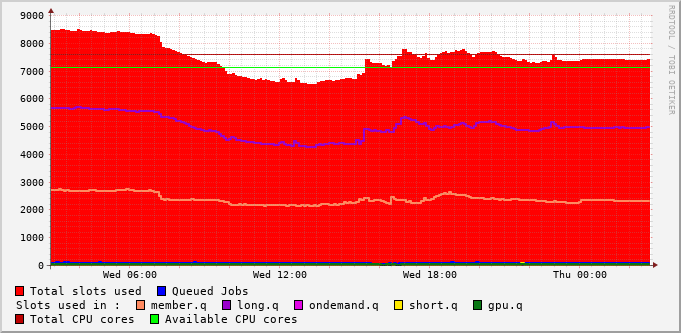 9000
8000
7000
6000
5000
4000
3000
2000
1000
0
Wed 06:00 Wed 12:00 Wed 18:00 Thu 00:00
RRDTOOL / TOBI OETIKER
Total slots used Queued Jobs
Slots used in : member.q long.q ondemand.q short.q gpu.q
Total CPU cores Available CPU cores